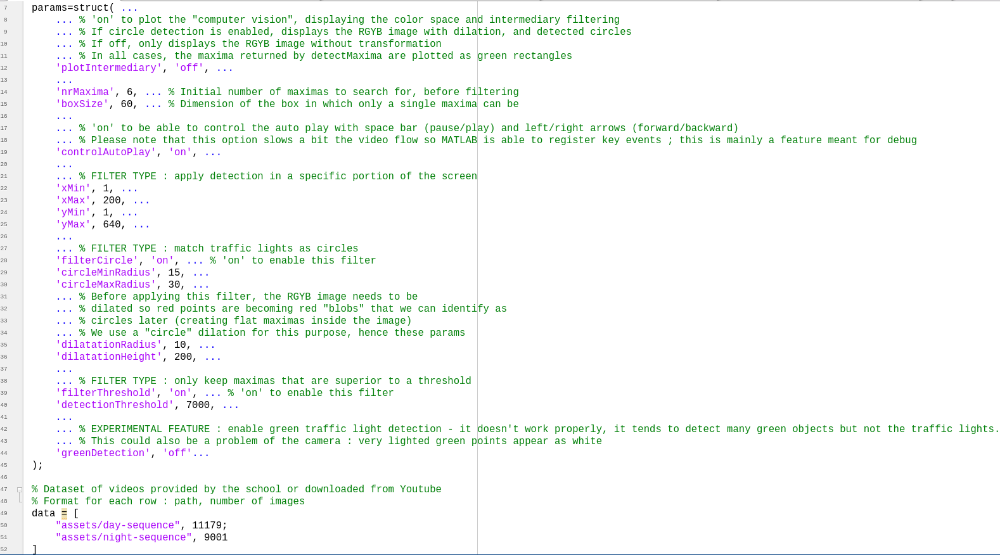 7 params=struct( ...
8 ... % 'on' to plot the "computer vision", displaying the color space and intermediary filtering
9 ... % If circle detection is enabled, displays the RGYB image with dilation, and detected circles
10 ... % If off, only displays the RGYB image without transformation
11 ... % In all cases, the maxima returned by detectMaxima are plotted as green rectangles
12 'plotIntermediary', 'off', ...
13 ...
14 'nrMaxima', 6, ... % Initial number of maximas to search for, before filtering
15 'boxSize', 60, ... % Dimension of the box in which only a single maxima can be
16 ...
17 ... % 'on' to be able to control the auto play with space bar (pause/play) and left/right arrows (forward/backward)
18 ... % Please note that this option slows a bit the video flow so MATLAB is able to register key events ; this is mainly a feature meant for debug
19 'controlAutoPlay', 'on', ...
20 ...
21 ... % FILTER TYPE : apply detection in a specific portion of the screen
22 'xMin', 1, ...
23 'xMax', 200, ...
24 'yMin', 1, ...
25 'yMax', 640, ...
26 ...
27 ... % FILTER TYPE : match traffic lights as circles
28 'filterCircle', 'on', ... % 'on' to enable this filter
29 'circleMinRadius', 15, ...
30 'circleMaxRadius', 30, ...
31 ... % Before applying this filter, the RGYB image needs to be
32 ... % dilated so red points are becoming red "blobs" that we can identify as
33 ... % circles later (creating flat maximas inside the image)
34 ... % We use a "circle" dilation for this purpose, hence these params
35 'dilatationRadius', 10, ...
36 'dilatationHeight', 200, ...
37 ...
38 ... % FILTER TYPE : only keep maximas that are superior to a threshold
39 'filterThreshold', 'on', ... % 'on' to enable this filter
40 'detectionThreshold', 7000, ...
41 ...
42 ... % EXPERIMENTAL FEATURE : enable green traffic light detection - it doesn't work properly, it tends to detect many green objects but not the traffic lights.
43 ... % This could also be a problem of the camera : very lighted green points appear as white
44 'greenDetection', 'off'...
45 );
46
47 % Dataset of videos provided by the school or downloaded from Youtube
48 % Format for each row : path, number of images
49 data = [
50 "assets/day-sequence", 11179;
51 "assets/night-sequence", 9001
52 ]